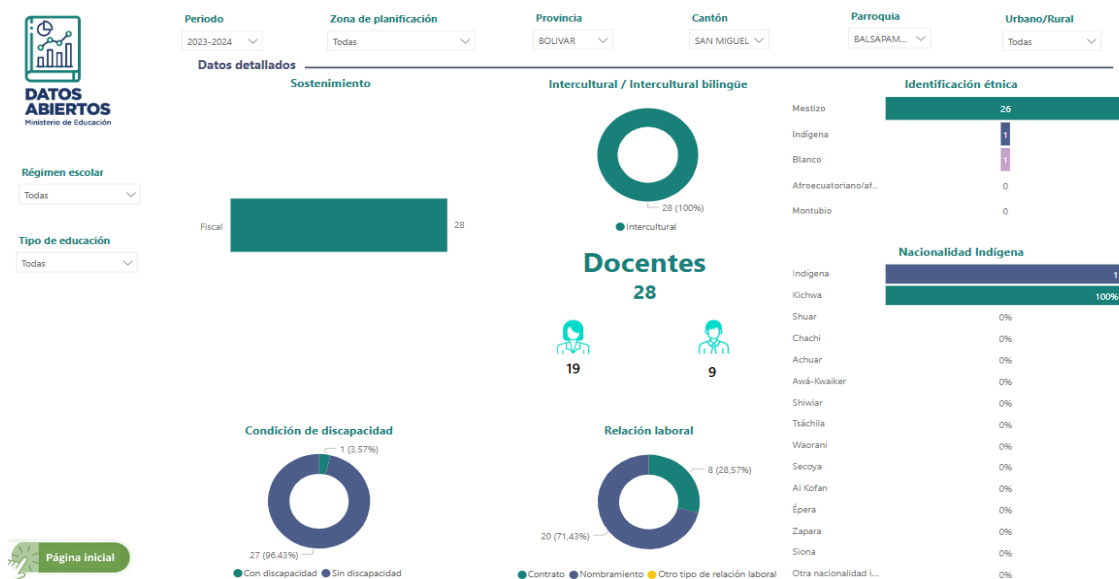 DATOS
ABIERTOS
Ministerio de Educación
Periodo
2023-2024
Zona de planificación
Todas
Provincia
BOLIVAR
Cantón
SAN MIGUEL
Parroquia
BALSAPAM...
Urbano/Rural
Todas
Datos detallados
Régimen escolar
Todas
Tipo de educación
Todas
Sostenimiento
Fiscal
28
Intercultural / Intercultural bilingüe
28 (100%)
Intercultural
Docentes
28
19
9
Identificación étnica
Mestizo 26
Indígena 1
Blanco 1
Afroecuatoriano/af... 0
Montubio 0
Nacionalidad Indígena
Indígena 1
Kichwa 100%
Shuar 0%
Chachi 0%
Achuar 0%
Awá-Kwaiker 0%
Shiwiar 0%
Tsáchila 0%
Waorani 0%
Secoya 0%
Ai Kofan 0%
Épera 0%
Zapara 0%
Siona 0%
Otra nacionalidad i... 0%
Condición de discapacidad
1 (3,57%)
27 (96,43%)
Con discapacidad Sin discapacidad
Relación laboral
8 (28,57%)
20 (71,43%)
Contrato Nombramiento Otro tipo de relación laboral
Página inicial